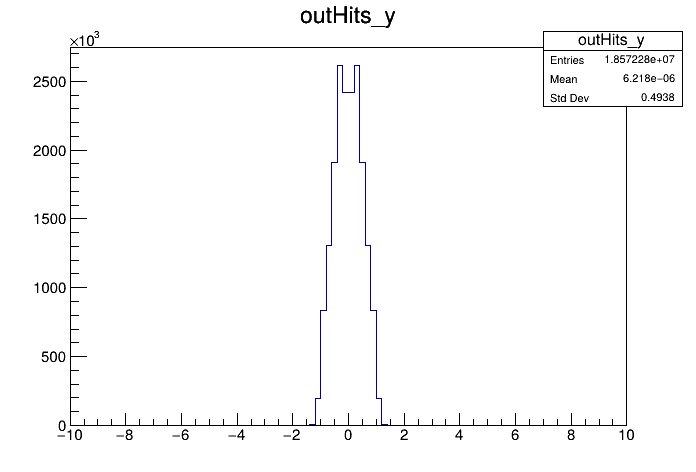 outHits_y
×10³
outHits_y
Entries 1.857228e+07
Mean 6.218e−06
Std Dev 0.4938
2500
2000
1500
1000
500
0
−10 −8 −6 −4 −2 0 2 4 6 8 10